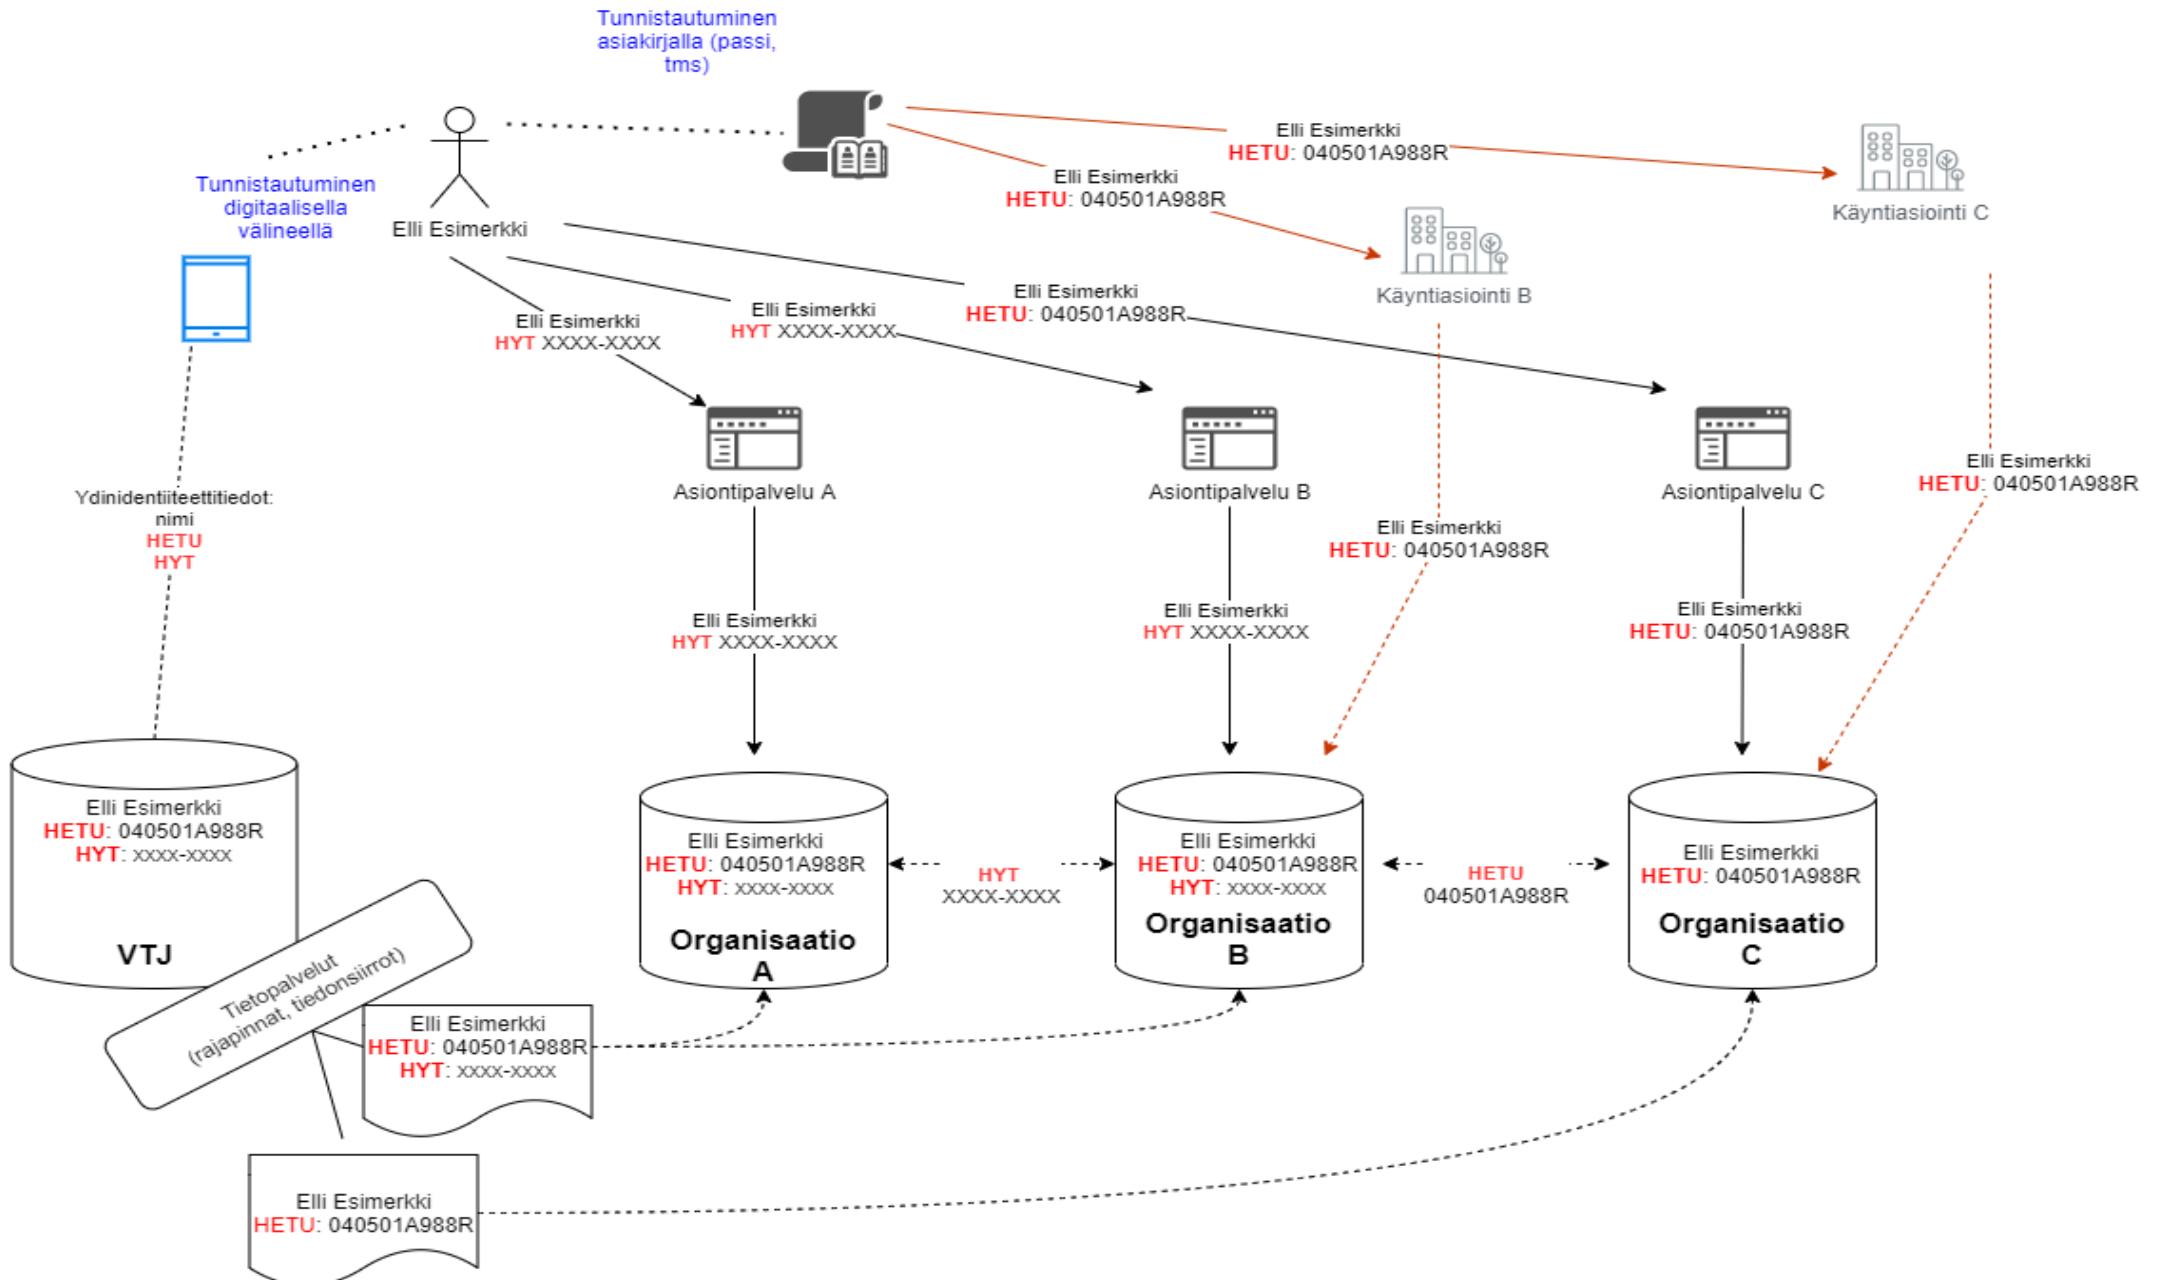 Tunnistautuminen
asiakirjalla (passi,
tms)
Tunnistautuminen
digitaalisella
välineellä
Elli Esimerkki
Elli Esimerkki
HETU: 040501A988R
Elli Esimerkki
HETU: 040501A988R
Käyntiasiointi C
Käyntiasiointi B
Elli Esimerkki
HETU: 040501A988R
Elli Esimerkki
HYT XXXX-XXXX
Elli Esimerkki
HYT XXXX-XXXX
Asiontipalvelu A
Asiontipalvelu B
Asiontipalvelu C
Ydinidentiiteettitiedot:
nimi
HETU
HYT
Elli Esimerkki
HETU: 040501A988R
Elli Esimerkki
HETU: 040501A988R
Elli Esimerkki
HYT XXXX-XXXX
Elli Esimerkki
HYT XXXX-XXXX
Elli Esimerkki
HETU: 040501A988R
Elli Esimerkki
HETU: 040501A988R
HYT: xxxx-xxxx
VTJ
Elli Esimerkki
HETU: 040501A988R
HYT: xxxx-xxxx
Organisaatio
A
HYT
XXXX-XXXX
Elli Esimerkki
HETU: 040501A988R
HYT: xxxx-xxxx
Organisaatio
B
HETU
040501A988R
Elli Esimerkki
HETU: 040501A988R
Organisaatio
C
Tietopalvelut
(rajapinnat, tiedonsiirrot)
Elli Esimerkki
HETU: 040501A988R
HYT: xxxx-xxxx
Elli Esimerkki
HETU: 040501A988R